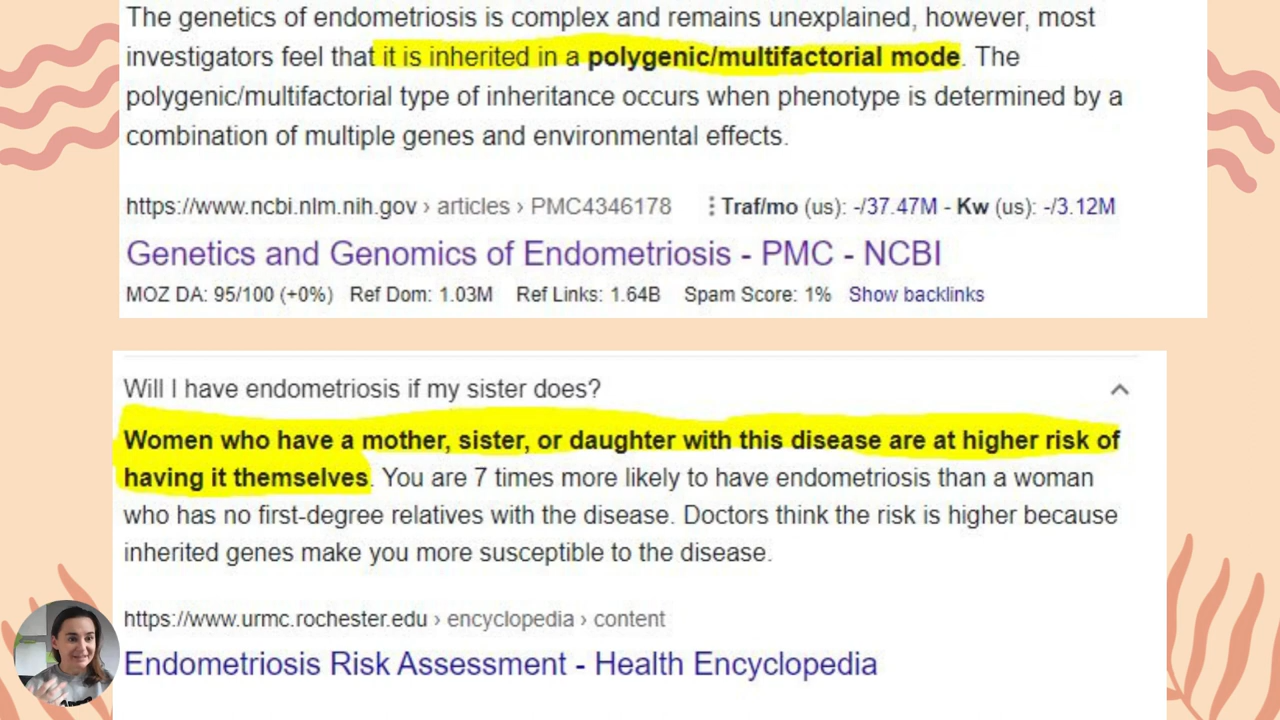 The genetics of endometriosis is complex and remains unexplained, however, most
investigators feel that it is inherited in a polygenic/multifactorial mode. The
polygenic/multifactorial type of inheritance occurs when phenotype is determined by a
combination of multiple genes and environmental effects.
https://www.ncbi.nlm.nih.gov › articles › PMC4346178 ⋮ Traf/mo (us): -/37.47M - Kw (us): -/3.12M
Genetics and Genomics of Endometriosis - PMC - NCBI
MOZ DA: 95/100 (+0%) Ref Dom: 1.03M Ref Links: 1.64B Spam Score: 1% Show backlinks
Will I have endometriosis if my sister does?
Women who have a mother, sister, or daughter with this disease are at higher risk of
having it themselves. You are 7 times more likely to have endometriosis than a woman
who has no first-degree relatives with the disease. Doctors think the risk is higher because
inherited genes make you more susceptible to the disease.
https://www.urmc.rochester.edu › encyclopedia › content
Endometriosis Risk Assessment - Health Encyclopedia